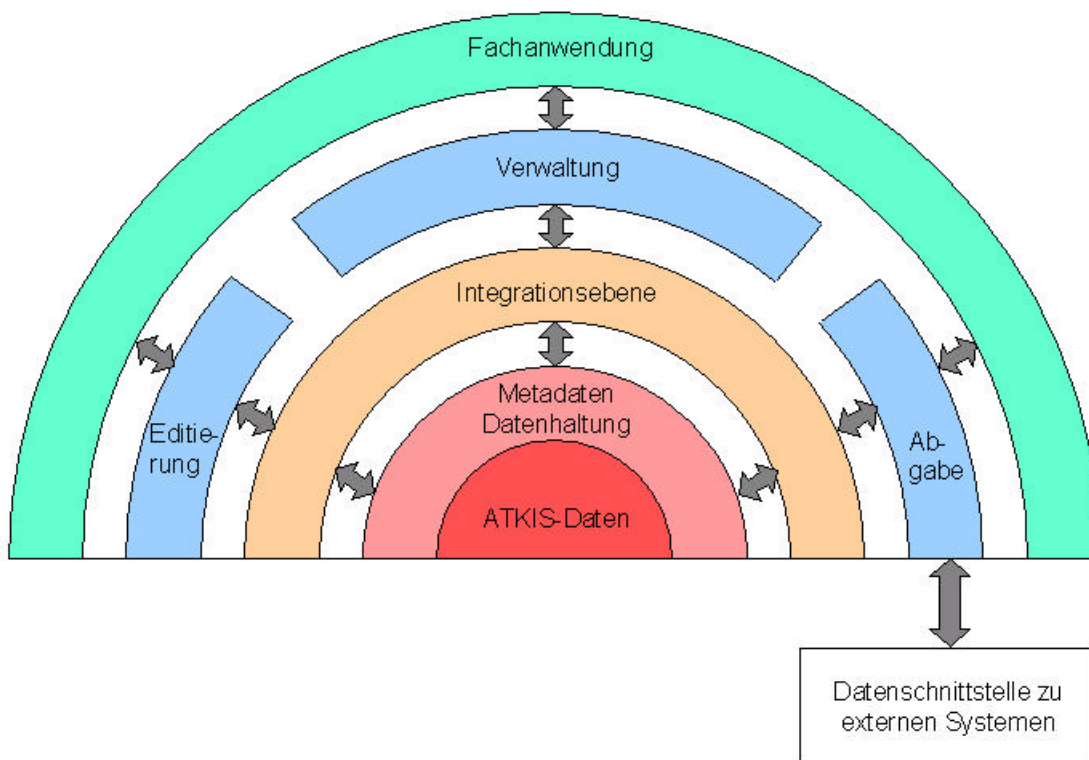 Fachanwendung
Verwaltung
Integrationsebene
Metadaten
Datenhaltung
Editie-
rung
Ab-
gabe
ATKIS-Daten
Datenschnittstelle zu
externen Systemen